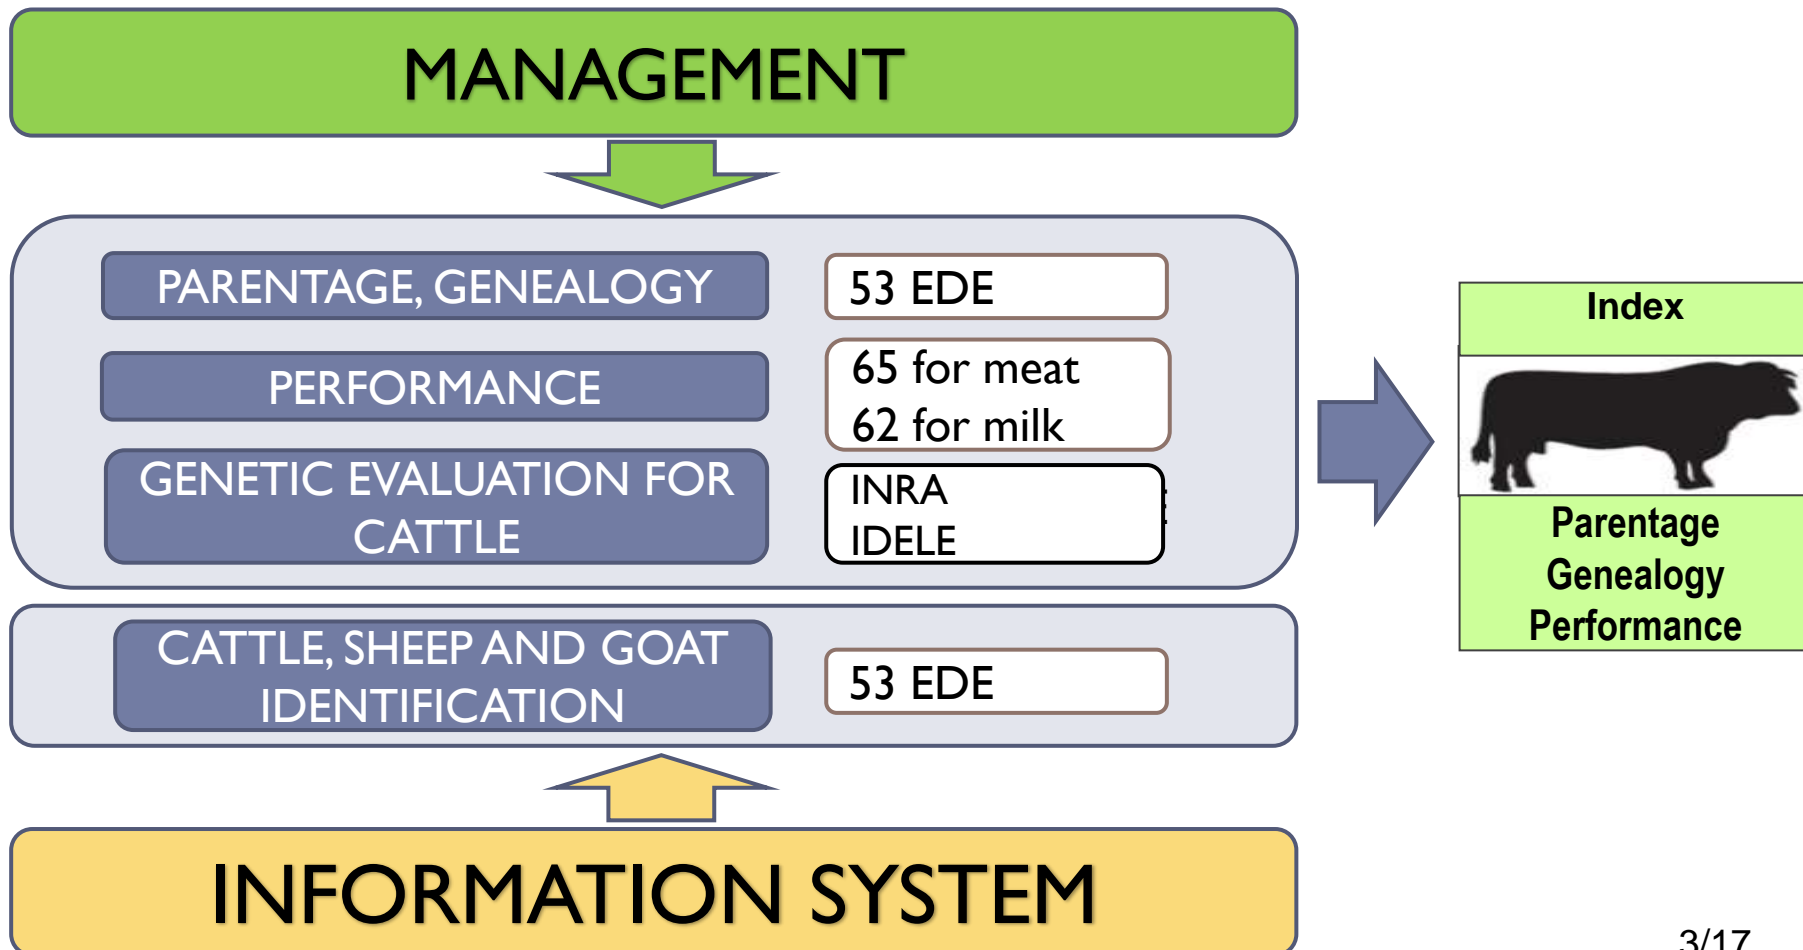 MANAGEMENT
PARENTAGE, GENEALOGY
53 EDE
PERFORMANCE
65 for meat
62 for milk
GENETIC EVALUATION FOR
CATTLE
INRA
IDELE
CATTLE, SHEEP AND GOAT
IDENTIFICATION
53 EDE
INFORMATION SYSTEM
Index
Parentage
Genealogy
Performance
3/17